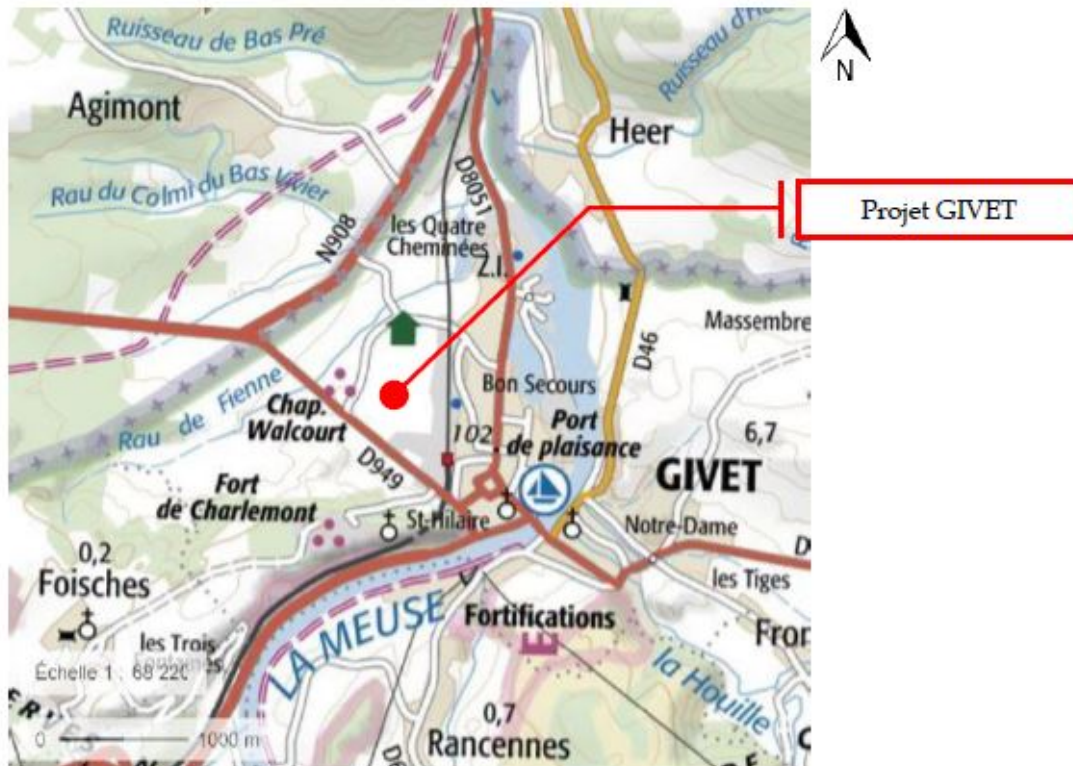 Ruisseau de Bas Pré
N
Agimont
Heer
Rau du Colmi du Bas Vivier
D8051
Projet GIVET
N908
les Quatre
Cheminées
Z.I.
Massembre
D46
Rau de Fienne
Chap.
Walcourt
Bon Secours
Port
de plaisance
102
6,7
D949
GIVET
Fort
de Charlemont
St-Hilaire
Notre-Dame
0,2
Foisches
les Tiges
LA MEUSE
Fortifications
From
les Trois
Échelle 1 : 68 220
la Houille
0,7
0
1000 m
Rancennes